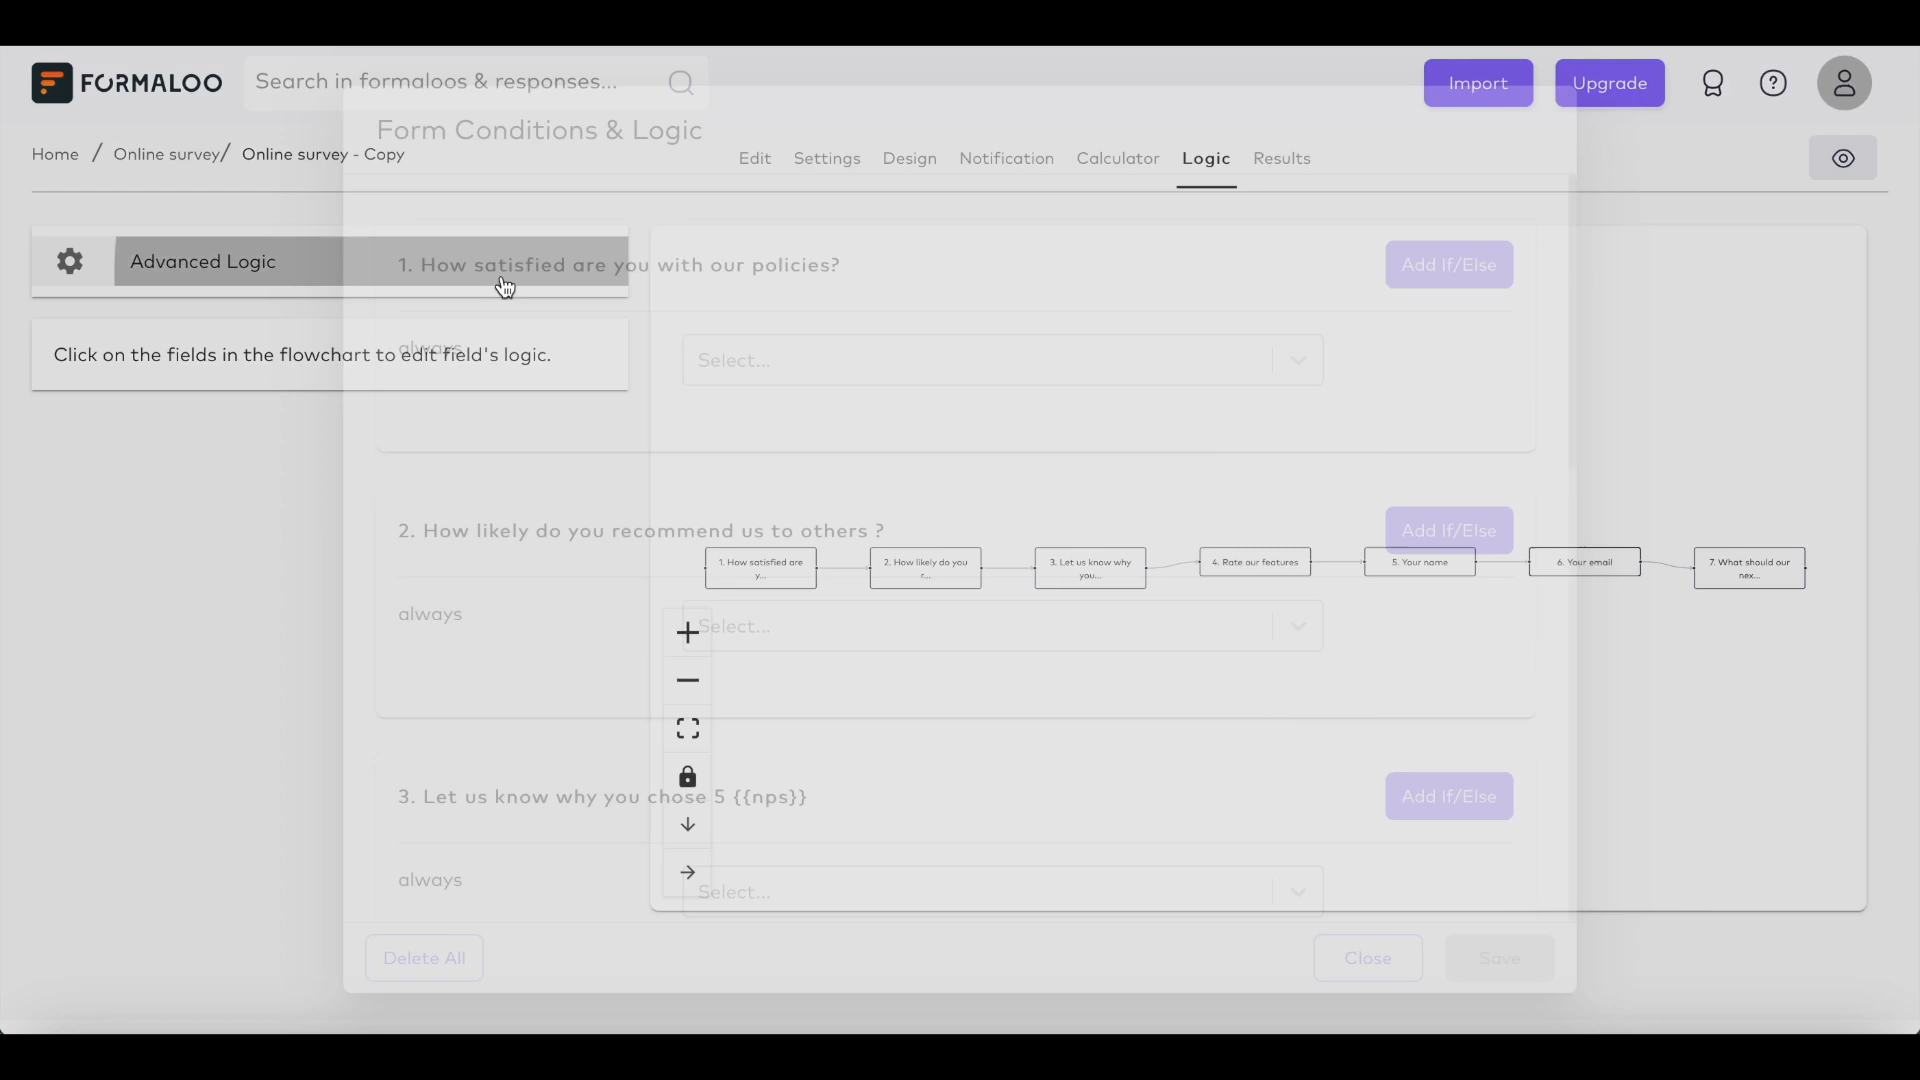 FORMALOO
Search in formaloos & responses...
Import
Upgrade
Form Conditions & Logic
Home / Online survey/ Online survey - Copy
Edit Settings Design Notification Calculator Logic Results
Advanced Logic
1. How satisfied are you with our policies?
Add If/Else
Click on the fields in the flowchart to edit field's logic.
always
Select...
2. How likely do you recommend us to others ?
Add If/Else
1. How satisfied are
y...
2. How likely do you
r...
3. Let us know why
you...
4. Rate our features
5. Your name
6. Your email
7. What should our
nex...
always
Select...
3. Let us know why you chose 5 {{nps}}
Add If/Else
always
Select...
Delete All
Close
Save